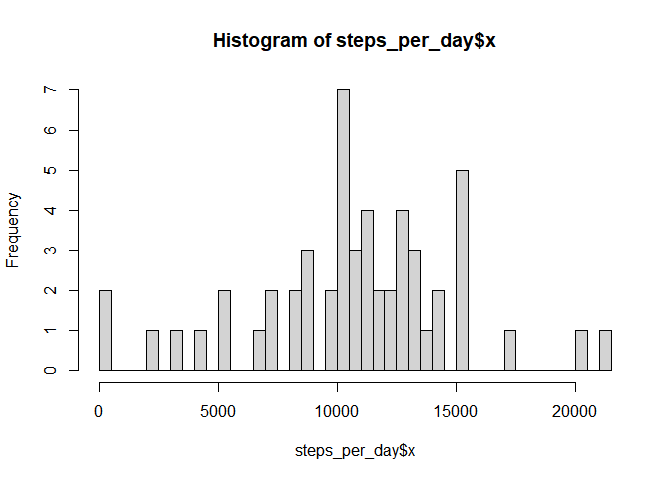 Histogram of steps_per_day$x
Frequency
7
6
5
4
3
2
1
0
0 5000 10000 15000 20000
steps_per_day$x